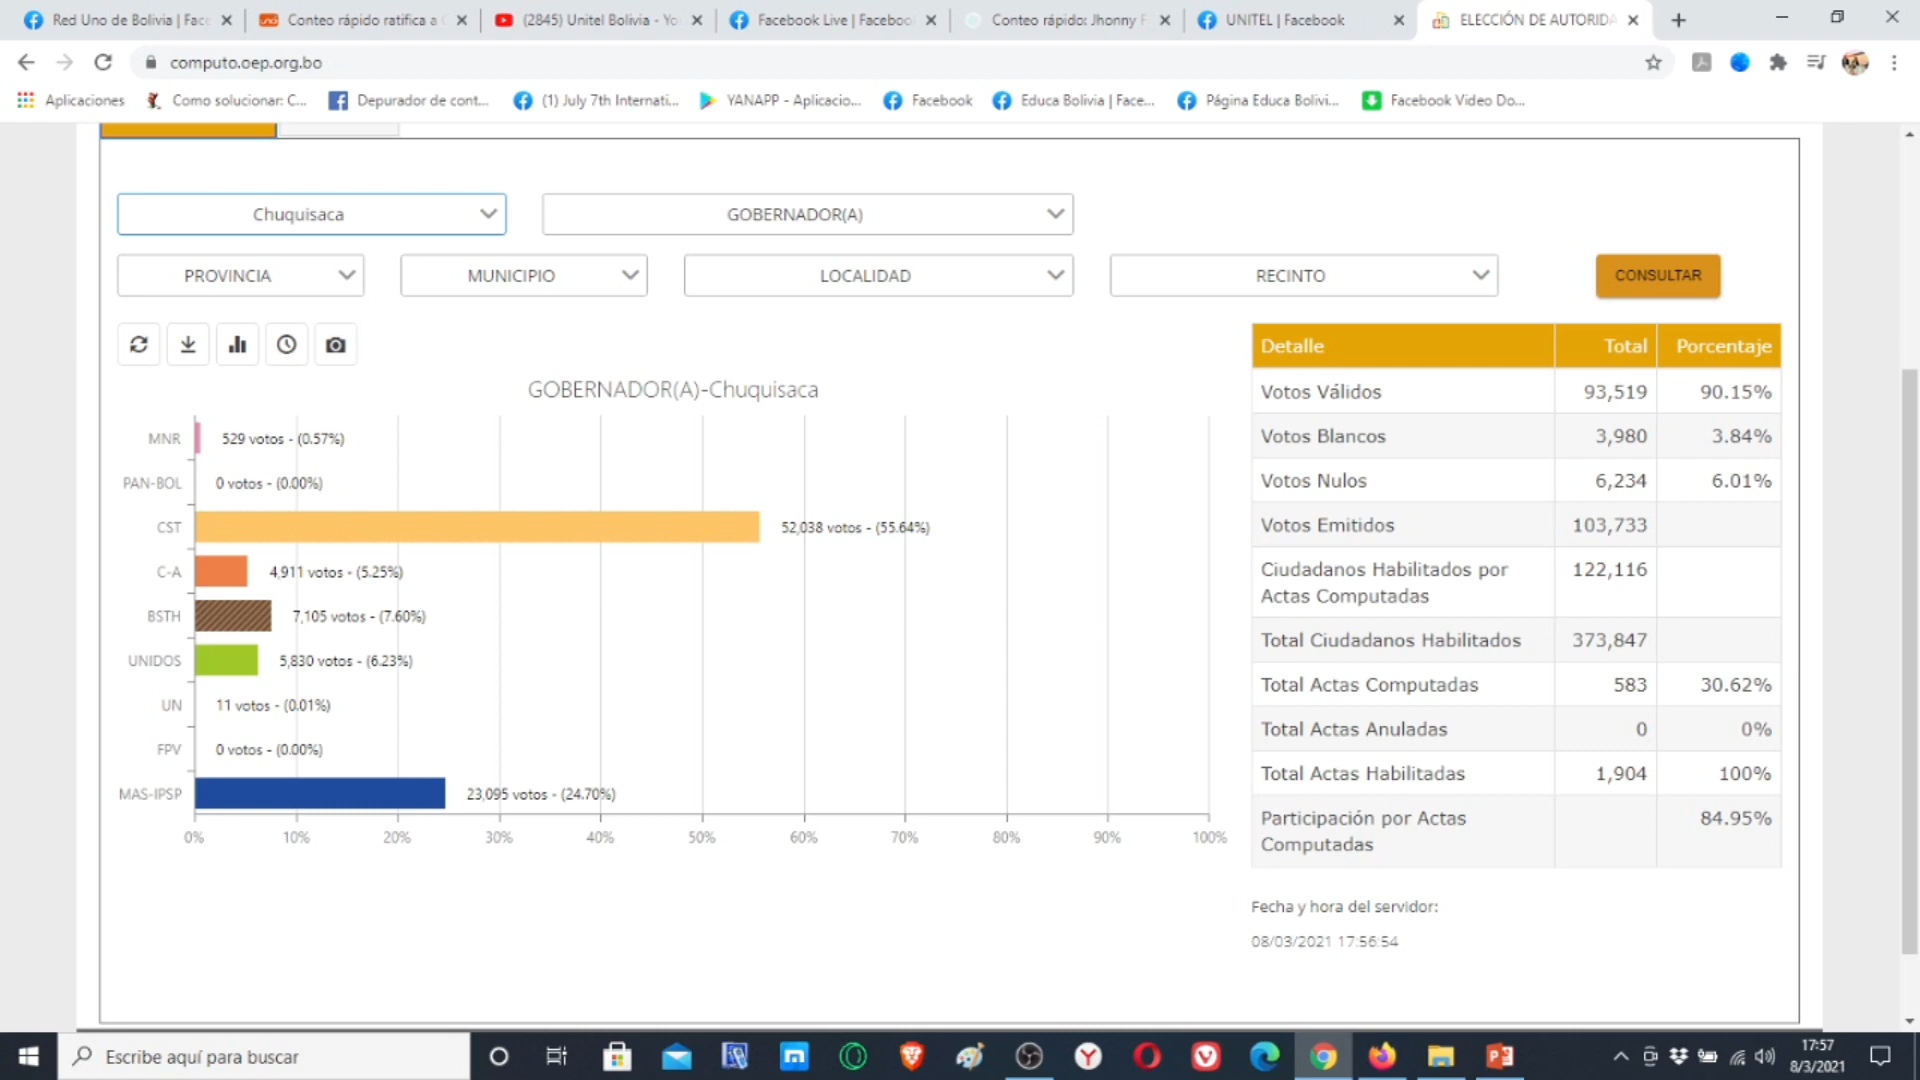 Red Uno de Bolivia | Face
Conteo rápido ratifica a
(2845) Unitel Bolivia - Yo
Facebook Live | Faceboo
Conteo rápido: Jhonny F
UNITEL | Facebook
ELECCIÓN DE AUTORIDA
computo.oep.org.bo
Aplicaciones
Como solucionar: C...
Depurador de cont...
(1) July 7th Internati...
YANAPP - Aplicacio...
Facebook
Educa Bolivia | Face...
Página Educa Bolivi...
Facebook Video Do...
Chuquisaca
GOBERNADOR(A)
PROVINCIA
MUNICIPIO
LOCALIDAD
RECINTO
CONSULTAR
GOBERNADOR(A)-Chuquisaca
MNR 529 votos - (0.57%)
PAN-BOL 0 votos - (0.00%)
CST 52,038 votos - (55.64%)
C-A 4,911 votos - (5.25%)
BSTH 7,105 votos - (7.60%)
UNIDOS 5,830 votos - (6.23%)
UN 11 votos - (0.01%)
FPV 0 votos - (0.00%)
MAS-IPSP 23,095 votos - (24.70%)
0% 10% 20% 30% 40% 50% 60% 70% 80% 90% 100%
Detalle Total Porcentaje
Votos Válidos 93,519 90.15%
Votos Blancos 3,980 3.84%
Votos Nulos 6,234 6.01%
Votos Emitidos 103,733
Ciudadanos Habilitados por 122,116
Actas Computadas
Total Ciudadanos Habilitados 373,847
Total Actas Computadas 583 30.62%
Total Actas Anuladas 0 0%
Total Actas Habilitadas 1,904 100%
Participación por Actas 84.95%
Computadas
Fecha y hora del servidor:
08/03/2021 17:56:54
Escribe aquí para buscar
17:57
8/3/2021